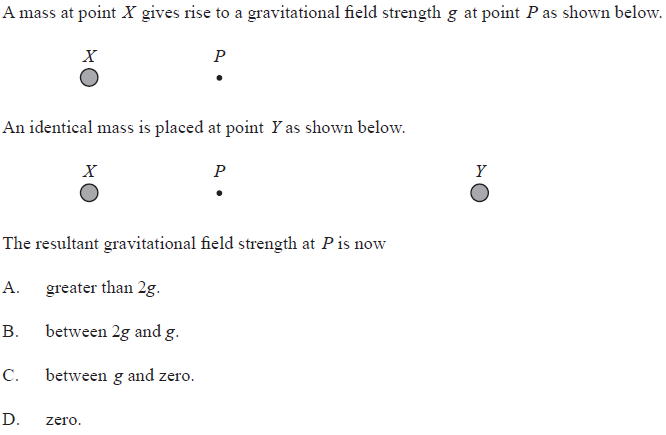 A mass at point X gives rise to a gravitational field strength g at point P as shown below.
X P
An identical mass is placed at point Y as shown below.
X P Y
The resultant gravitational field strength at P is now
A. greater than 2g.
B. between 2g and g.
C. between g and zero.
D. zero.